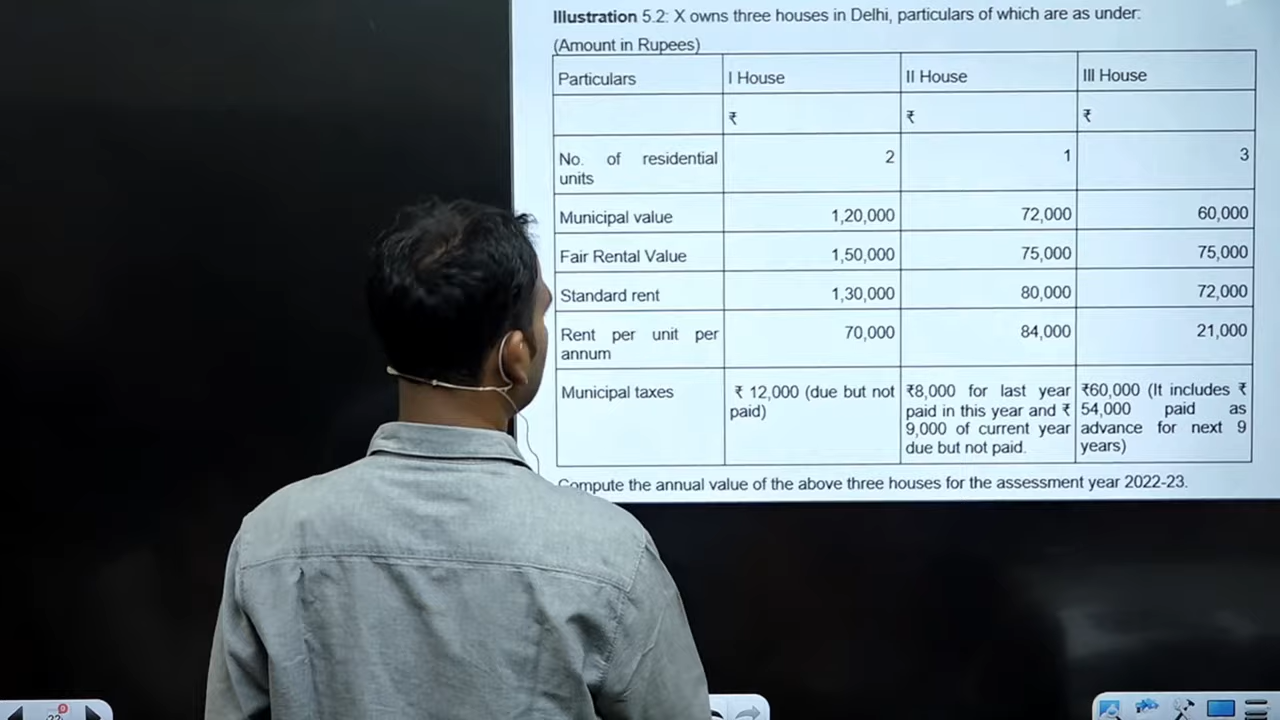 Illustration 5.2: X owns three houses in Delhi, particulars of which are as under:
(Amount in Rupees)
Particulars I House II House III House
₹ ₹ ₹
No. of residential units 2 1 3
Municipal value 1,20,000 72,000 60,000
Fair Rental Value 1,50,000 75,000 75,000
Standard rent 1,30,000 80,000 72,000
Rent per unit per annum 70,000 84,000 21,000
Municipal taxes ₹ 12,000 (due but not paid) ₹8,000 for last year paid in this year and ₹ 9,000 of current year due but not paid. ₹60,000 (It includes ₹ 54,000 paid as advance for next 9 years)
Compute the annual value of the above three houses for the assessment year 2022-23.